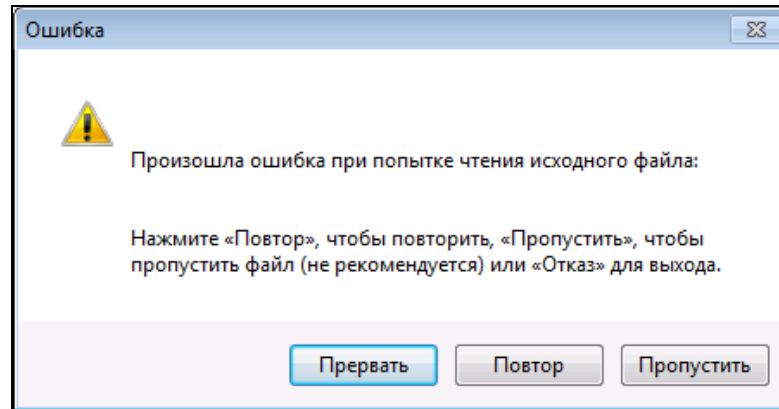 Ошибка
Произошла ошибка при попытке чтения исходного файла:
Нажмите «Повтор», чтобы повторить, «Пропустить», чтобы
пропустить файл (не рекомендуется) или «Отказ» для выхода.
Прервать Повтор Пропустить